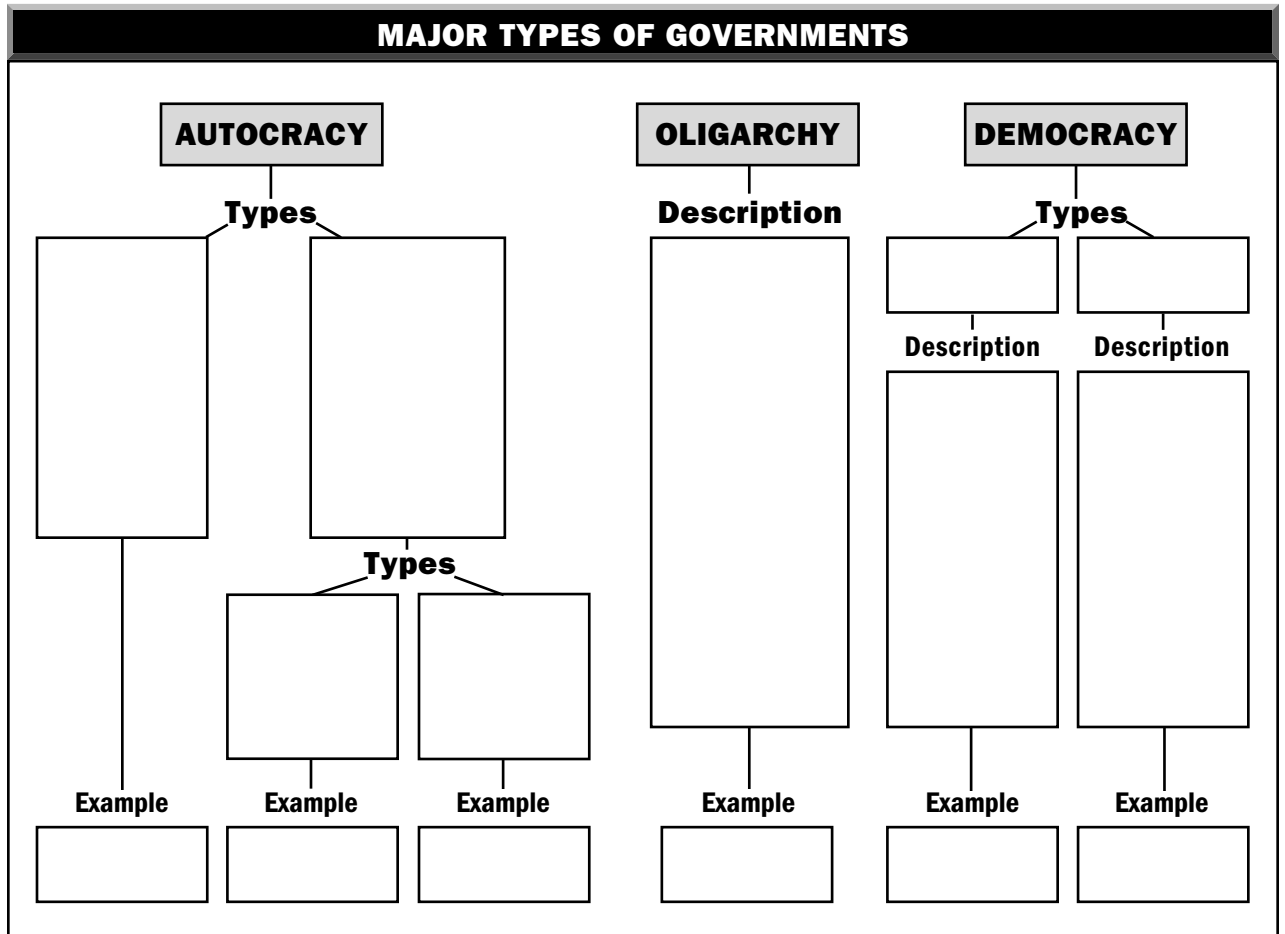 MAJOR TYPES OF GOVERNMENTS
AUTOCRACY
OLIGARCHY
DEMOCRACY
Types
Description
Types
Description
Description
Types
Example
Example
Example
Example
Example
Example